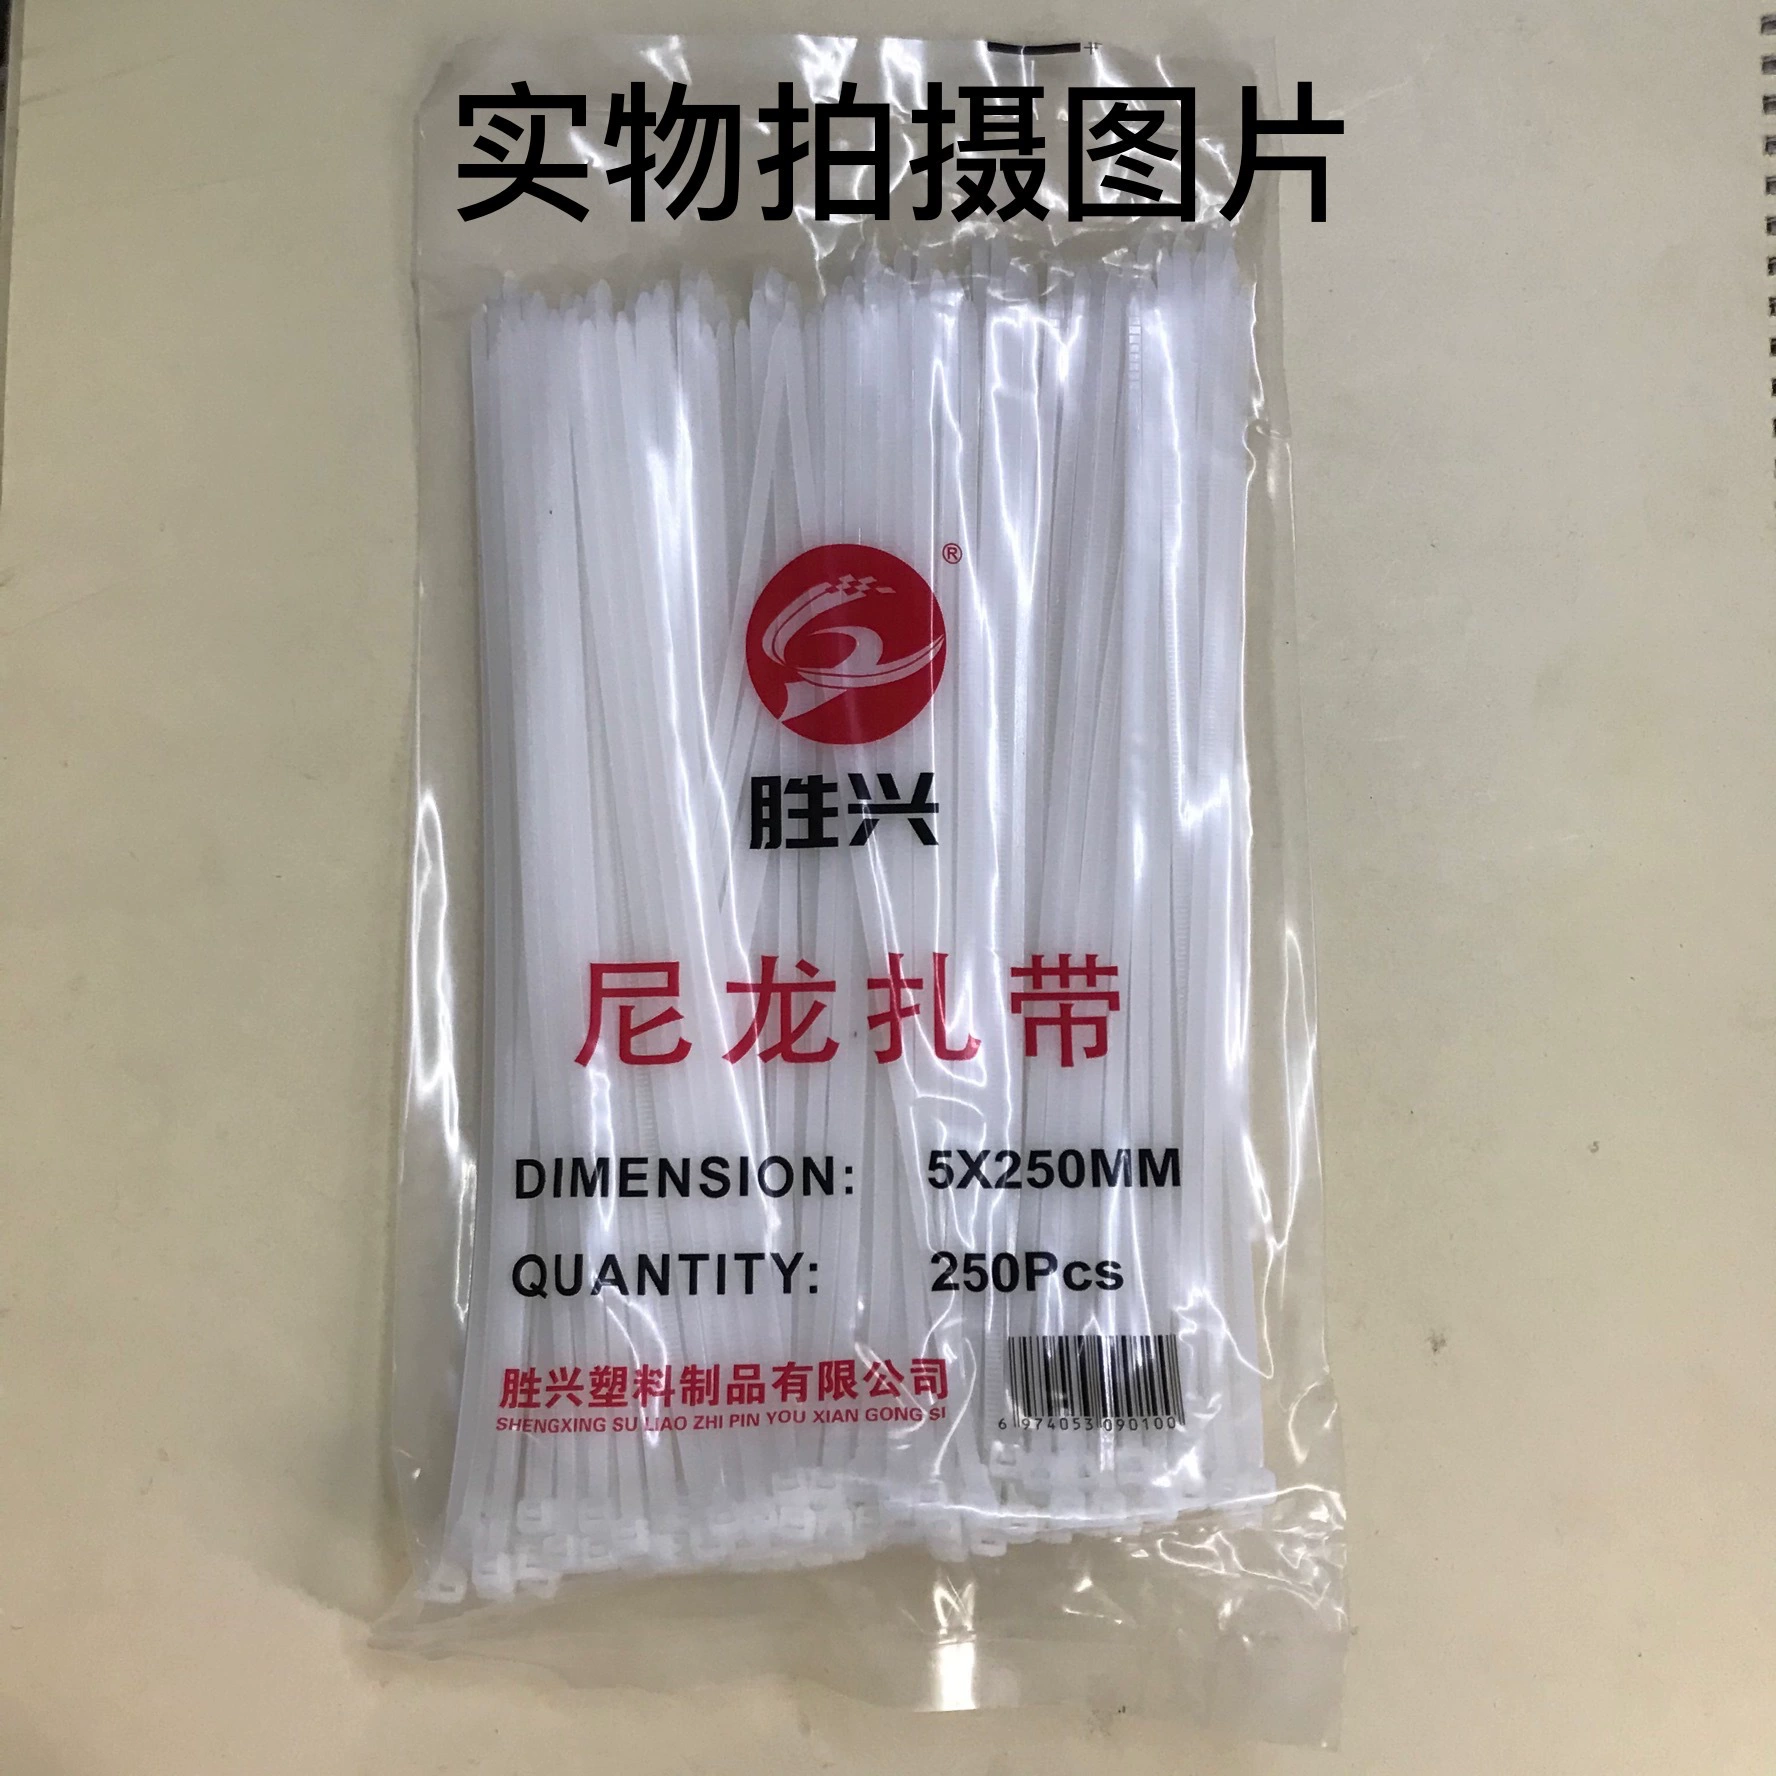 实物拍摄图片
®
胜兴
尼龙扎带
DIMENSION: 5X250MM
QUANTITY: 250Pcs
胜兴塑料制品有限公司
SHENGXING SU LIAO ZHI PIN YOU XIAN GONG SI
6 974053 090100